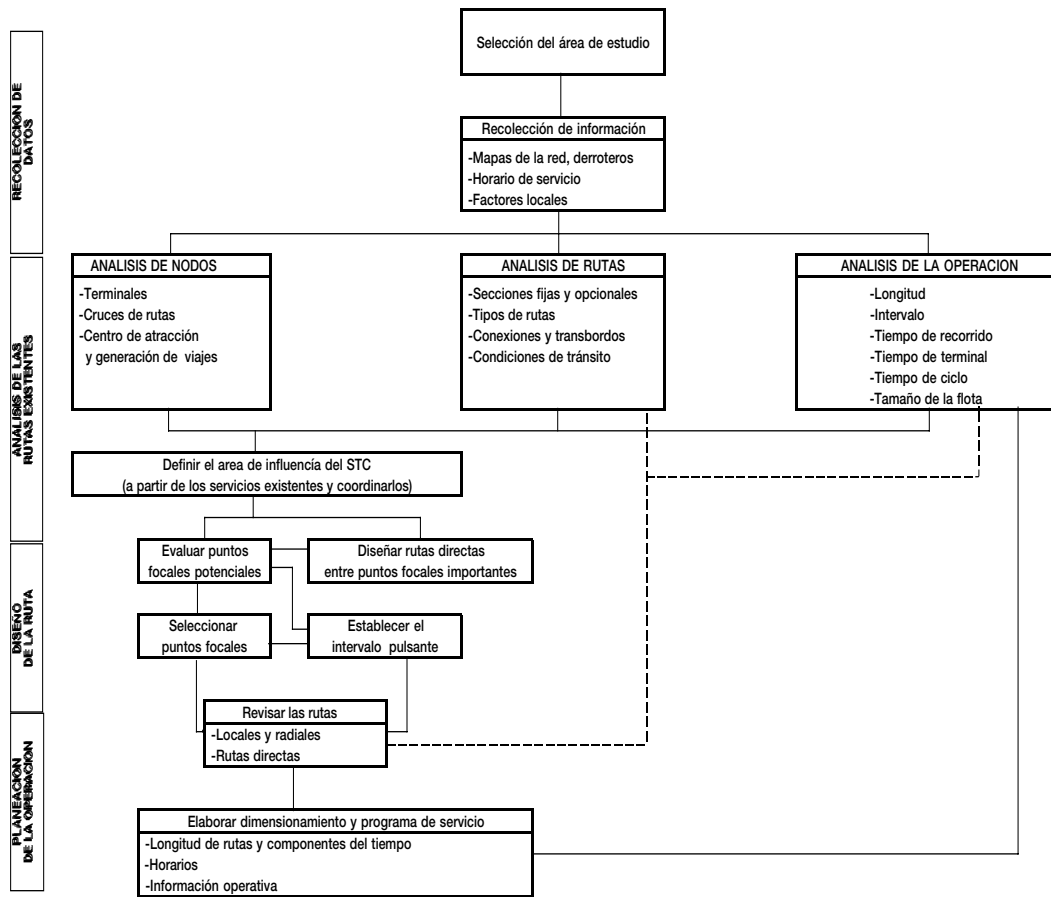 Selección del área de estudio
RECOLECCION DE
DATOS
Recolección de información
-Mapas de la red, derroteros
-Horario de servicio
-Factores locales
ANALISIS DE LAS
RUTAS EXISTENTES
ANALISIS DE NODOS
-Terminales
-Cruces de rutas
-Centro de atracción
y generación de viajes
ANALISIS DE RUTAS
-Secciones fijas y opcionales
-Tipos de rutas
-Conexiones y transbordos
-Condiciones de tránsito
ANALISIS DE LA OPERACION
-Longitud
-Intervalo
-Tiempo de recorrido
-Tiempo de terminal
-Tiempo de ciclo
-Tamaño de la flota
Definir el area de influencía del STC
(a partir de los servicios existentes y coordinarlos)
DISEÑO
DE LA RUTA
Evaluar puntos
focales potenciales
Diseñar rutas directas
entre puntos focales importantes
Seleccionar
puntos focales
Establecer el
intervalo pulsante
PLANEACION
DE LA OPERACION
Revisar las rutas
-Locales y radiales
-Rutas directas
Elaborar dimensionamiento y programa de servicio
-Longitud de rutas y componentes del tiempo
-Horarios
-Información operativa